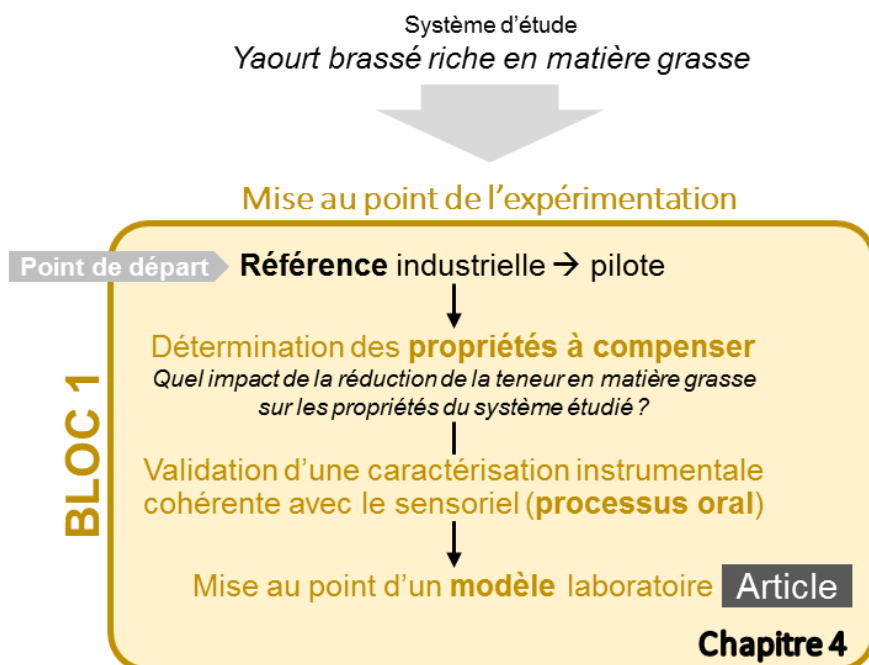 Système d'étude
Yaourt brassé riche en matière grasse
Mise au point de l'expérimentation
Point de départ
Référence industrielle → pilote
Détermination des propriétés à compenser
Quel impact de la réduction de la teneur en matière grasse
sur les propriétés du système étudié ?
Validation d'une caractérisation instrumentale
cohérente avec le sensoriel (processus oral)
Mise au point d'un modèle laboratoire
Article
Chapitre 4
BLOC 1